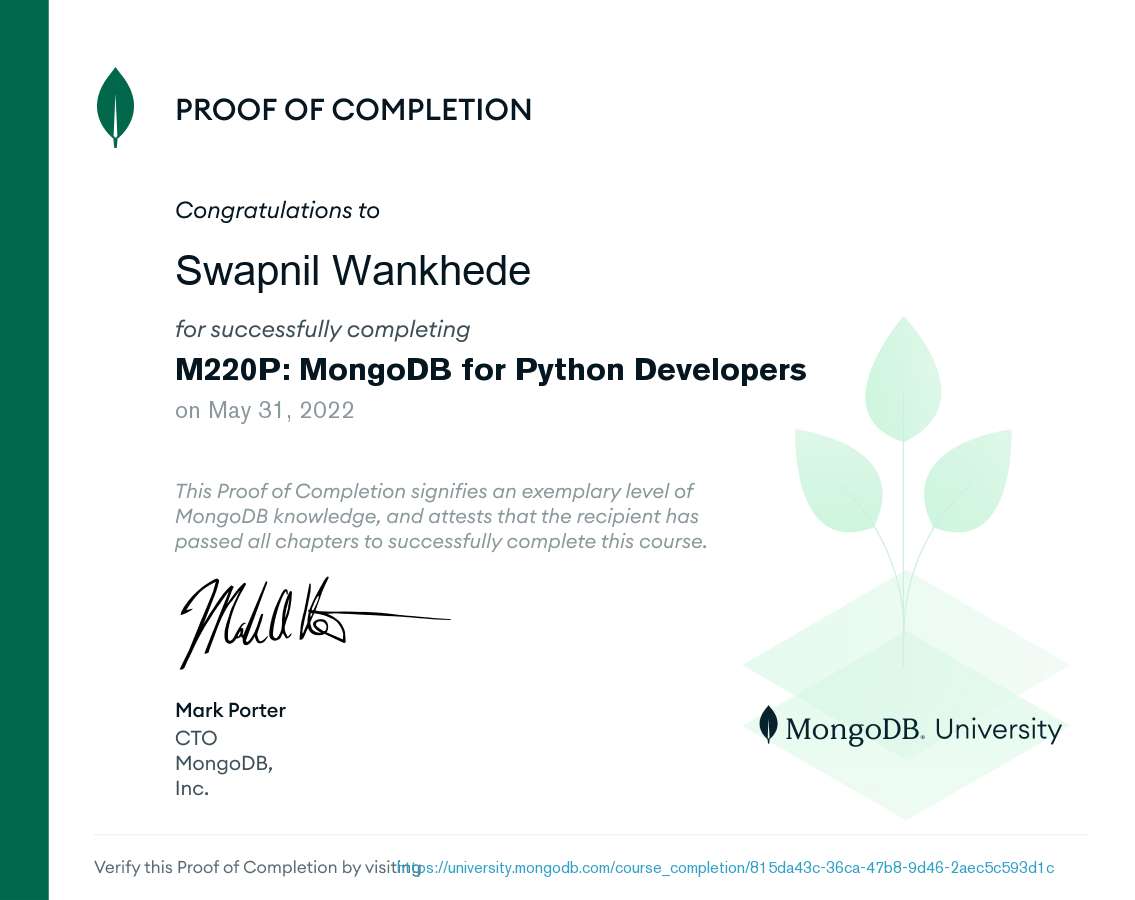 PROOF OF COMPLETION
Congratulations to
Swapnil Wankhede
for successfully completing
M220P: MongoDB for Python Developers
on May 31, 2022
This Proof of Completion signifies an exemplary level of
MongoDB knowledge, and attests that the recipient has
passed all chapters to successfully complete this course.
Mark Porter
CTO
MongoDB,
Inc.
MongoDB. University
Verify this Proof of Completion by visiting https://university.mongodb.com/course_completion/815da43c-36ca-47b8-9d46-2aec5c593d1c